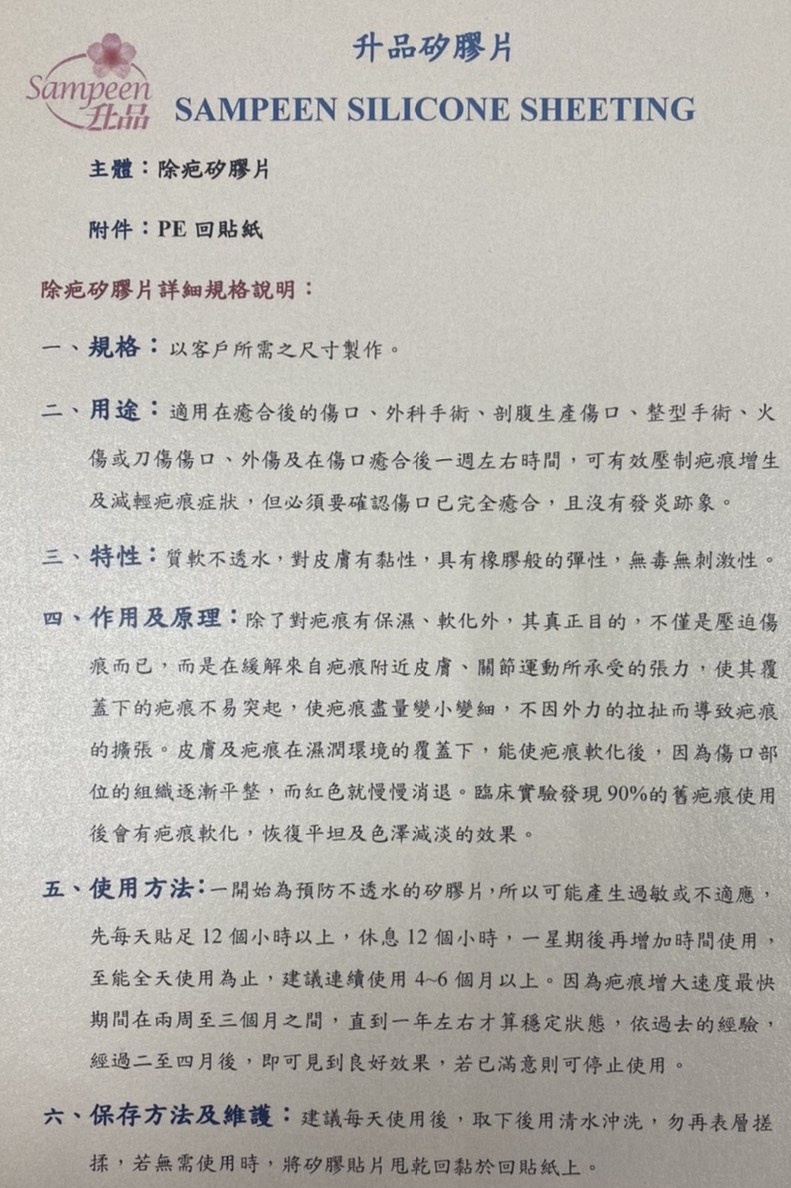 升品矽膠片
Sampeen
升品
SAMPEEN SILICONE SHEETING
主體：除疤矽膠片
附件：PE 回貼紙
除疤矽膠片詳細規格說明：
一、規格：以客戶所需之尺寸製作。
二、用途：適用在癒合後的傷口、外科手術、剖腹生產傷口、整型手術、火
傷或刀傷傷口、外傷及在傷口癒合後一週左右時間，可有效壓制疤痕增生
及減輕疤痕症狀，但必須要確認傷口已完全癒合，且沒有發炎跡象。
三、特性：質軟不透水，對皮膚有黏性，具有橡膠般的彈性，無毒無刺激性。
四、作用及原理：除了對疤痕有保濕、軟化外，其真正目的，不僅是壓迫傷
痕而已，而是在緩解來自疤痕附近皮膚、關節運動所承受的張力，使其覆
蓋下的疤痕不易突起，使疤痕盡量變小變細，不因外力的拉扯而導致疤痕
的擴張。皮膚及疤痕在濕潤環境的覆蓋下，能使疤痕軟化後，因為傷口部
位的組織逐漸平整，而紅色就慢慢消退。臨床實驗發現 90%的舊疤痕使用
後會有疤痕軟化，恢復平坦及色澤減淡的效果。
五、使用方法：一開始為預防不透水的矽膠片，所以可能產生過敏或不適應，
先每天貼足 12 個小時以上，休息 12 個小時，一星期後再增加時間使用，
至能全天使用為止，建議連續使用 4~6 個月以上。因為疤痕增大速度最快
期間在兩周至三個月之間，直到一年左右才算穩定狀態，依過去的經驗，
經過二至四月後，即可見到良好效果，若已滿意則可停止使用。
六、保存方法及維護：建議每天使用後，取下後用清水沖洗，勿再表層搓
揉，若無需使用時，將矽膠貼片甩乾回黏於回貼紙上。